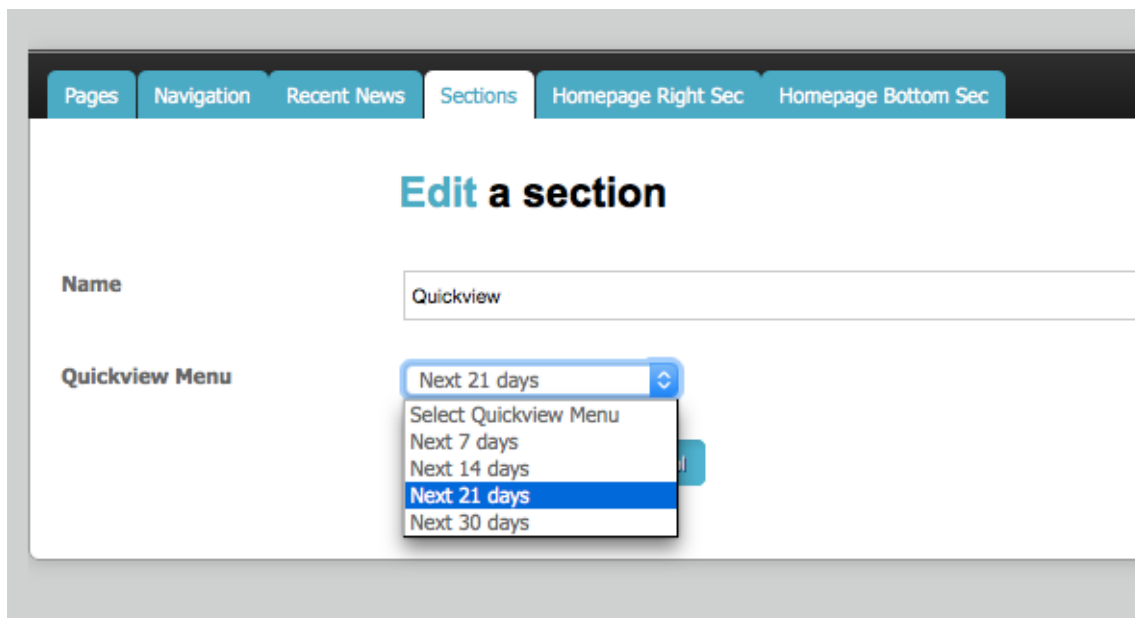 Pages Navigation Recent News Sections Homepage Right Sec Homepage Bottom Sec
Edit a section
Name
Quickview
Quickview Menu
Next 21 days
Select Quickview Menu
Next 7 days
Next 14 days
Next 21 days
Next 30 days